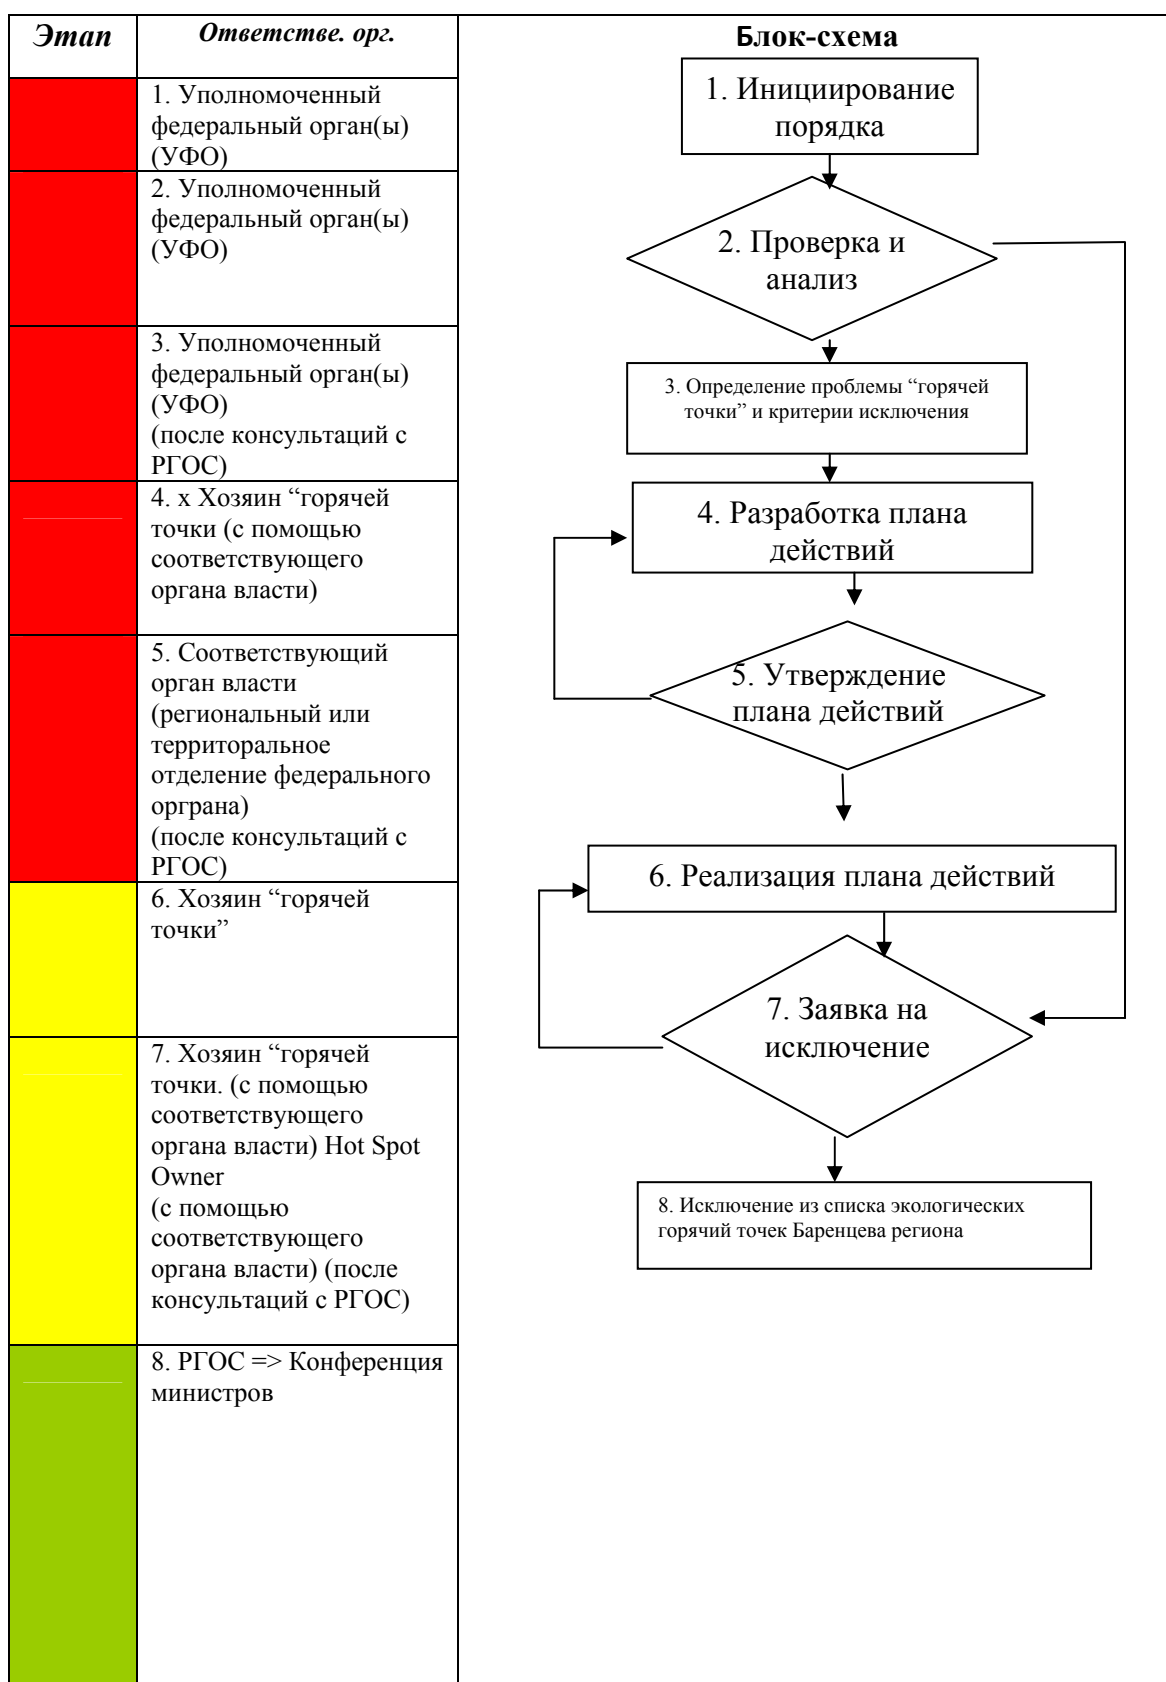 Этап
Ответстве. орг.
Блок-схема
1. Уполномоченный
федеральный орган(ы)
(УФО)
2. Уполномоченный
федеральный орган(ы)
(УФО)
3. Уполномоченный
федеральный орган(ы)
(УФО)
(после консультаций с
РГОС)
4. х Хозяин “горячей
точки (с помощью
соответствующего
органа власти)
5. Соответствующий
орган власти
(региональный или
территоральное
отделение федерального
орграна)
(после консультаций с
РГОС)
6. Хозяин “горячей
точки”
7. Хозяин “горячей
точки. (с помощью
соответствующего
органа власти) Hot Spot
Owner
(с помощью
соответствующего
органа власти) (после
консультаций с РГОС)
8. РГОС => Конференция
министров
1. Инициирование
порядка
2. Проверка и
анализ
3. Определение проблемы “горячей
точки” и критерии исключения
4. Разработка плана
действий
5. Утверждение
плана действий
6. Реализация плана действий
7. Заявка на
исключение
8. Исключение из списка экологических
горячий точек Баренцева региона